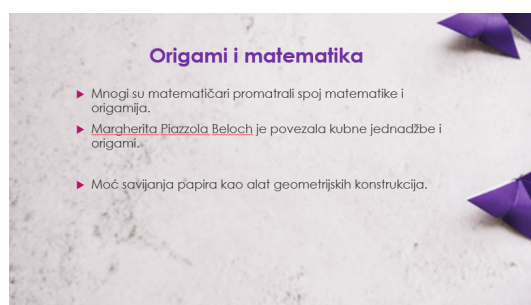 Origami i matematika
Mnogi su matematičari promatrali spoj matematike i
origamija.
Margherita Piazzola Beloch je povezala kubne jednadžbe i
origami.
Moć savijanja papira kao alat geometrijskih konstrukcija.